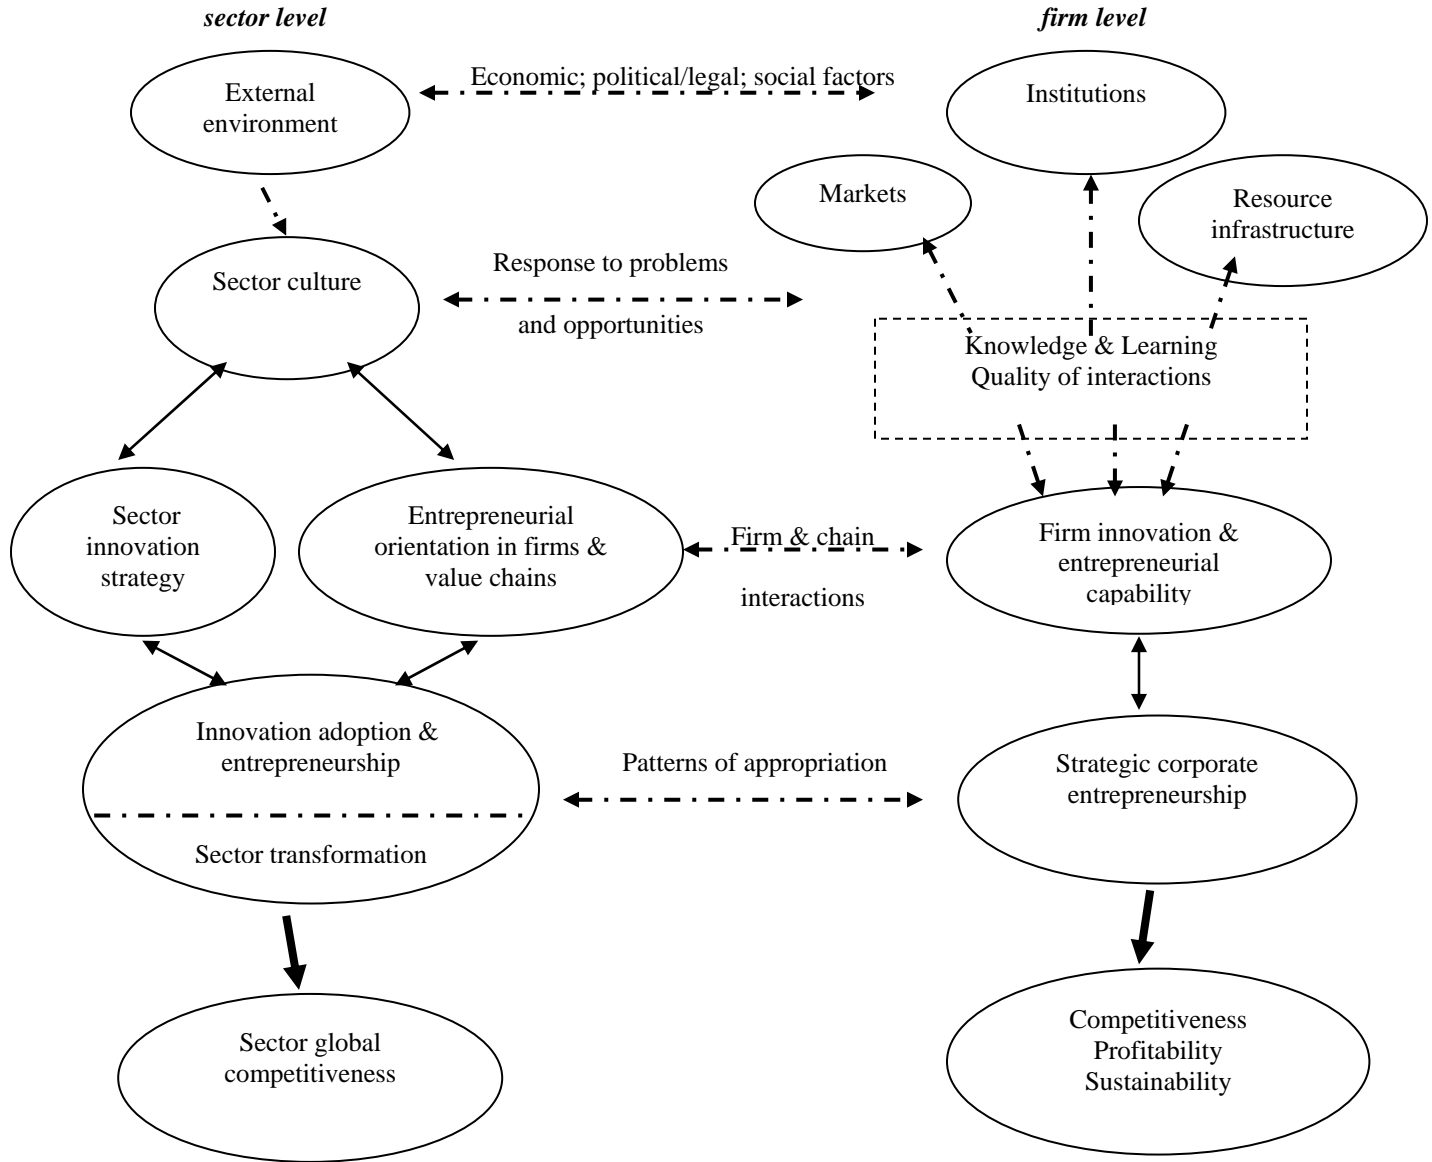 sector level
firm level
External
environment
Economic; political/legal; social factors
Institutions
Markets
Resource
infrastructure
Sector culture
Response to problems
and opportunities
Knowledge & Learning
Quality of interactions
Sector
innovation
strategy
Entrepreneurial
orientation in firms &
value chains
Firm & chain
interactions
Firm innovation &
entrepreneurial
capability
Innovation adoption &
entrepreneurship
Sector transformation
Patterns of appropriation
Strategic corporate
entrepreneurship
Sector global
competitiveness
Competitiveness
Profitability
Sustainability